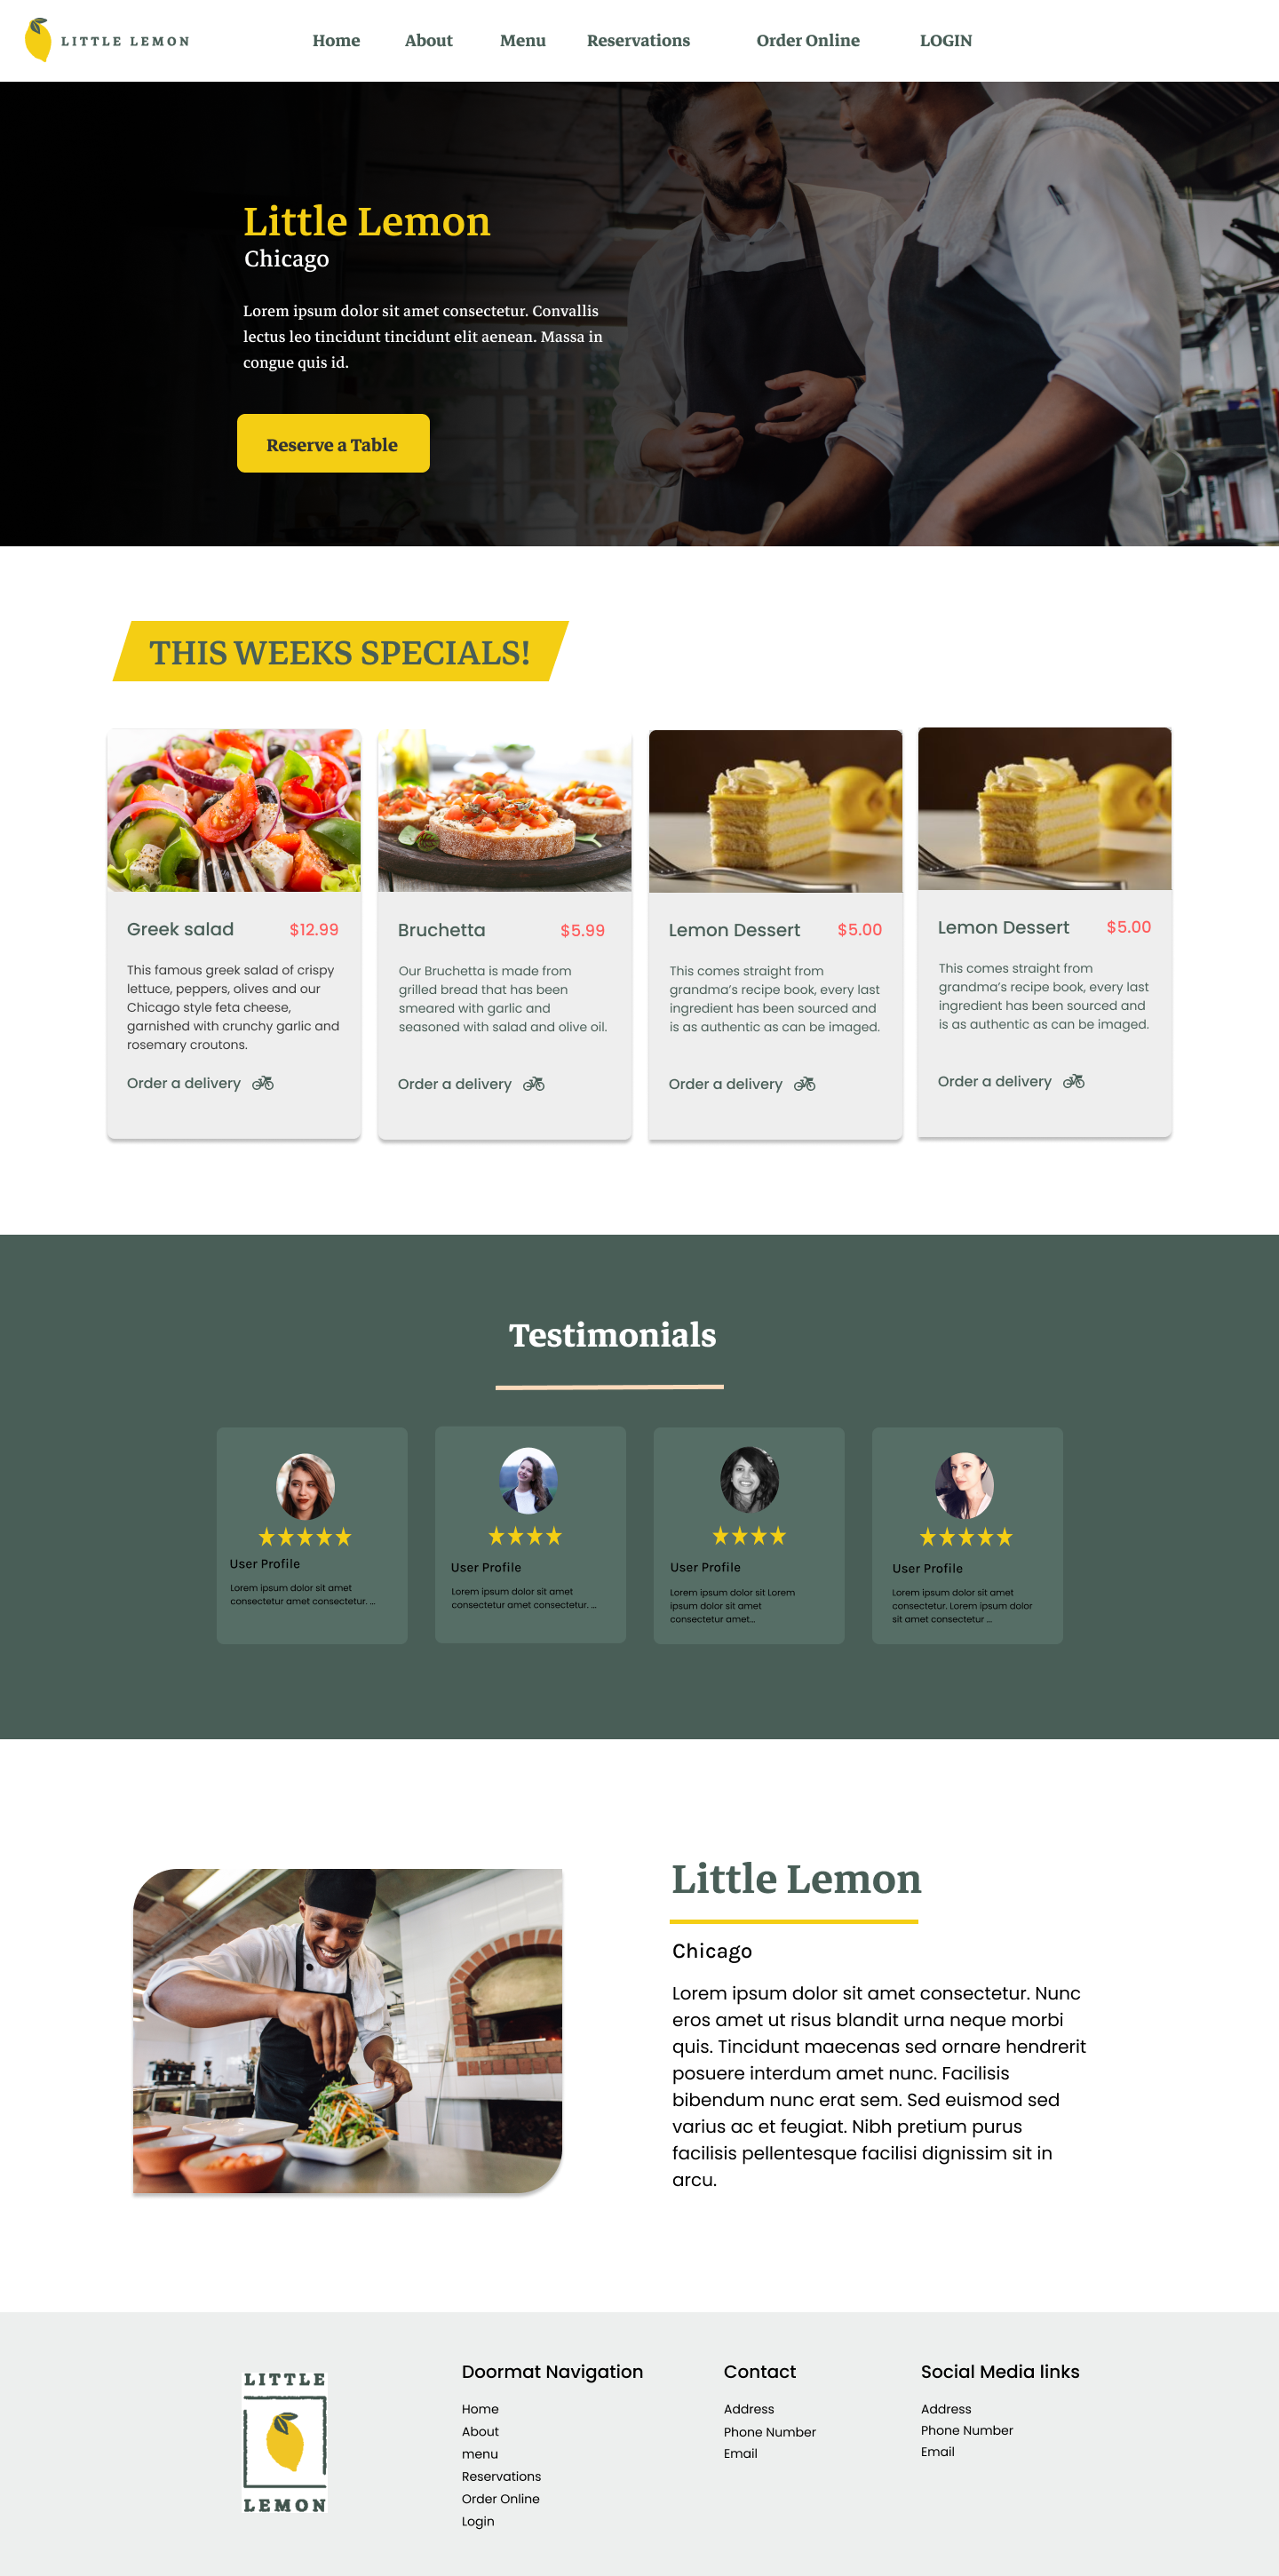 LITTLE LEMON
Home
About
Menu
Reservations
Order Online
LOGIN
Little Lemon
Chicago
Lorem ipsum dolor sit amet consectetur. Convallis
lectus leo tincidunt tincidunt elit aenean. Massa in
congue quis id.
Reserve a Table
THIS WEEKS SPECIALS!
Greek salad
$12.99
This famous greek salad of crispy
lettuce, peppers, olives and our
Chicago style feta cheese,
garnished with crunchy garlic and
rosemary croutons.
Order a delivery
Bruchetta
$5.99
Our Bruchetta is made from
grilled bread that has been
smeared with garlic and
seasoned with salad and olive oil.
Order a delivery
Lemon Dessert
$5.00
This comes straight from
grandma’s recipe book, every last
ingredient has been sourced and
is as authentic as can be imaged.
Order a delivery
Lemon Dessert
$5.00
This comes straight from
grandma’s recipe book, every last
ingredient has been sourced and
is as authentic as can be imaged.
Order a delivery
Testimonials
User Profile
Lorem ipsum dolor sit amet
consectetur amet consectetur. ...
User Profile
Lorem ipsum dolor sit amet
consectetur amet consectetur. ...
User Profile
Lorem ipsum dolor sit Lorem
ipsum dolor sit amet
consectetur amet...
User Profile
Lorem ipsum dolor sit amet
consectetur. Lorem ipsum dolor
sit amet consectetur ...
Little Lemon
Chicago
Lorem ipsum dolor sit amet consectetur. Nunc
eros amet ut risus blandit urna neque morbi
quis. Tincidunt maecenas sed ornare hendrerit
posuere interdum amet nunc. Facilisis
bibendum nunc erat sem. Sed euismod sed
varius ac et feugiat. Nibh pretium purus
facilisis pellentesque facilisi dignissim sit in
arcu.
LITTLE
LEMON
Doormat Navigation
Home
About
menu
Reservations
Order Online
Login
Contact
Address
Phone Number
Email
Social Media links
Address
Phone Number
Email